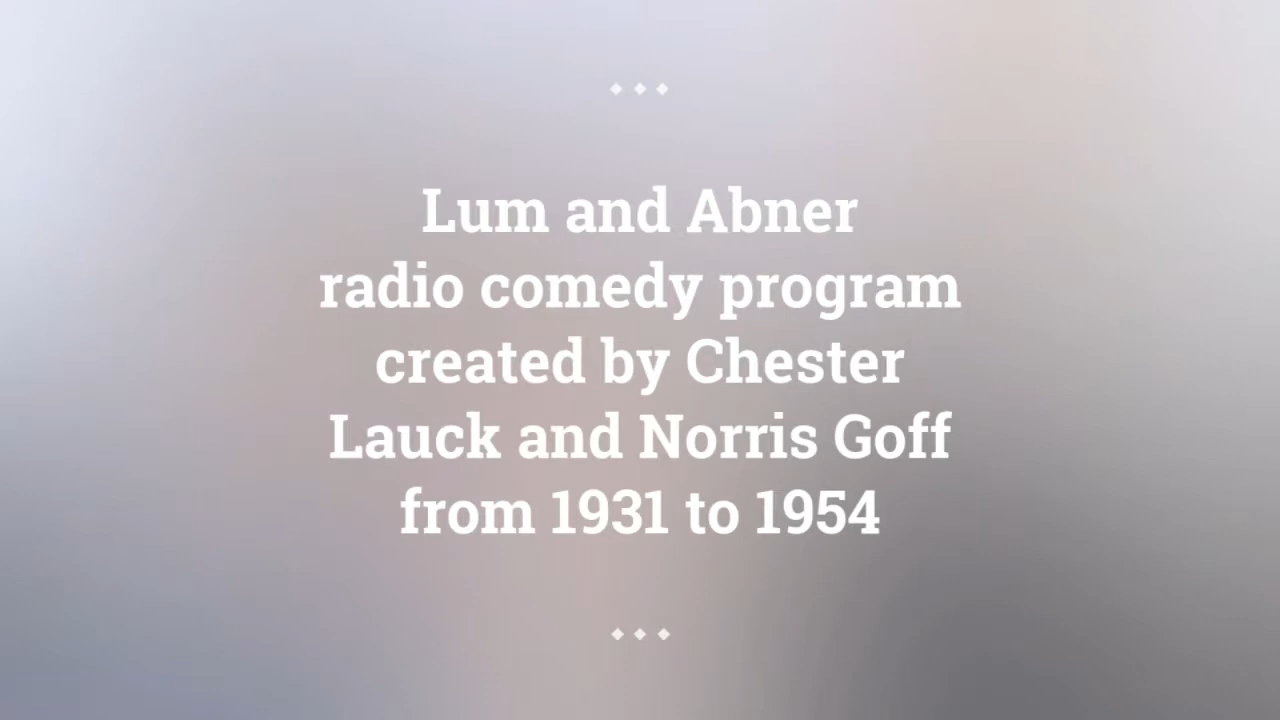 Lum and Abner
radio comedy program
created by Chester
Lauck and Norris Goff
from 1931 to 1954